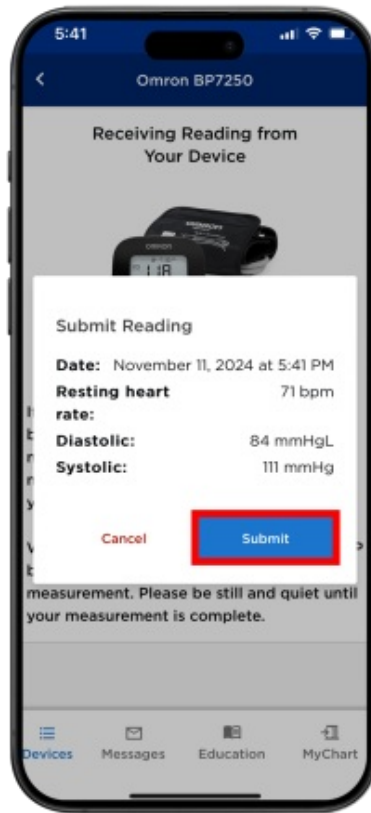 5:41
Omron BP7250
Receiving Reading from
Your Device
OMRON
118
Submit Reading
Date: November 11, 2024 at 5:41 PM
Resting heart 71 bpm
rate:
Diastolic: 84 mmHgL
Systolic: 111 mmHg
Cancel Submit
measurement. Please be still and quiet until
your measurement is complete.
Devices Messages Education MyChart